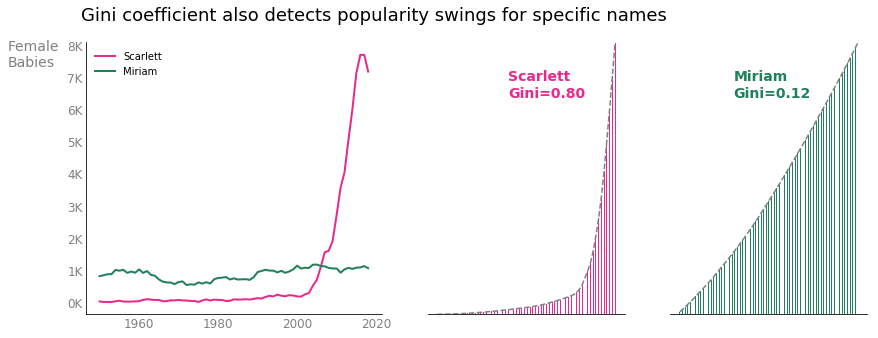 Gini coefficient also detects popularity swings for specific names
Female
Babies
8K
7K
6K
5K
4K
3K
2K
1K
0K
1960
1980
2000
2020
Scarlett
Miriam
Scarlett
Gini=0.80
Miriam
Gini=0.12